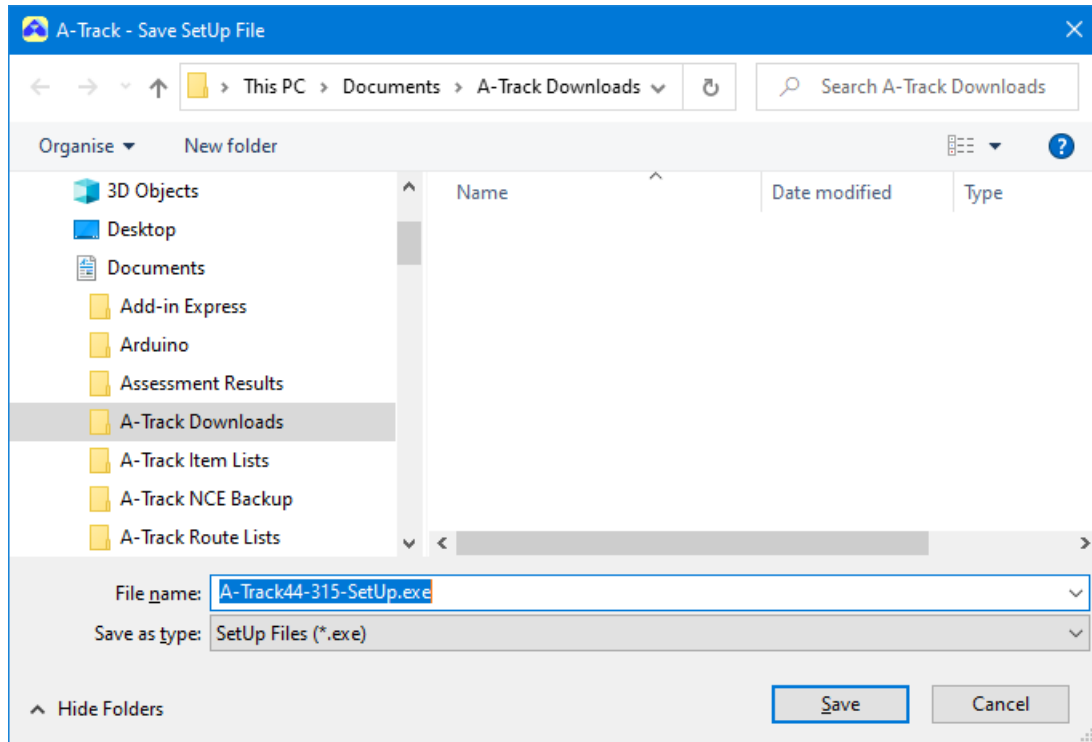 A-Track - Save SetUp File
This PC > Documents > A-Track Downloads
Search A-Track Downloads
Organise
New folder
?
3D Objects
Desktop
Documents
Add-in Express
Arduino
Assessment Results
A-Track Downloads
A-Track Item Lists
A-Track NCE Backup
A-Track Route Lists
Name Date modified Type
File name: A-Track44-315-SetUp.exe
Save as type: SetUp Files (*.exe)
Hide Folders
Save
Cancel